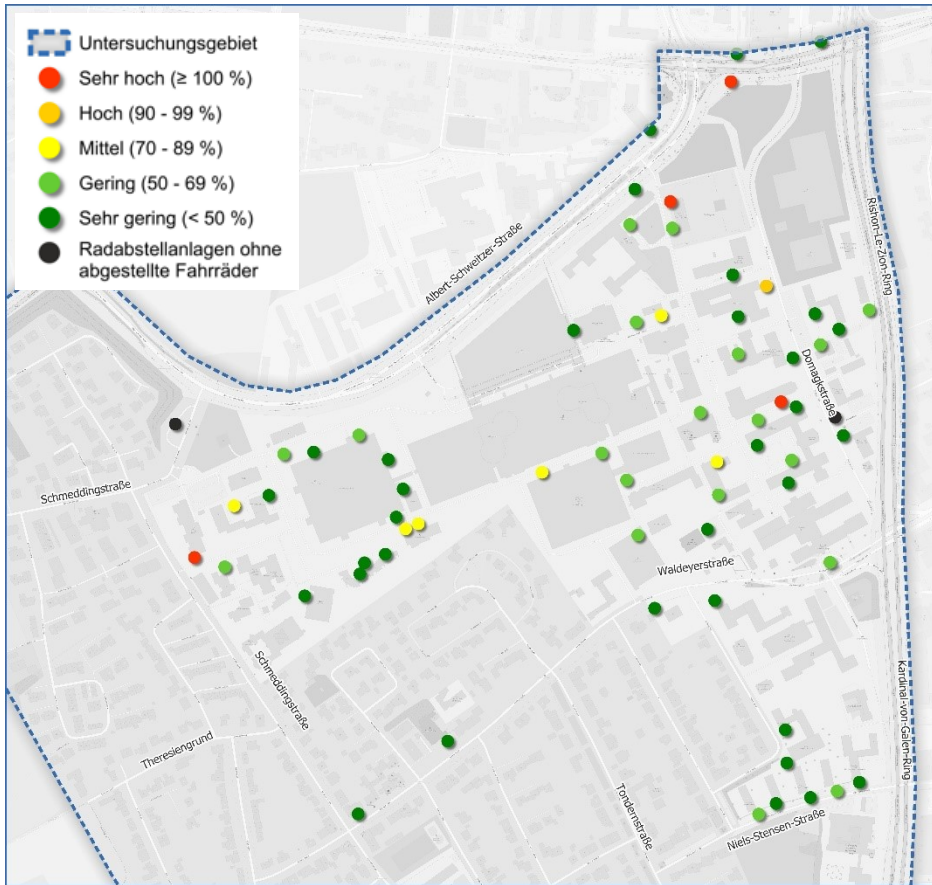 Untersuchungsgebiet
Sehr hoch (≥ 100 %)
Hoch (90 - 99 %)
Mittel (70 - 89 %)
Gering (50 - 69 %)
Sehr gering (< 50 %)
Radabstellanlagen ohne
abgestellte Fahrräder
Albert-Schweitzer-Straße
Rishon-Le-Zion-Ring
Domagkstraße
Schmeddingstraße
Waldeyerstraße
Schmeddingstraße
Theresiengrund
Tondernstraße
Kardinal-von-Galen-Ring
Niels-Stensen-Straße